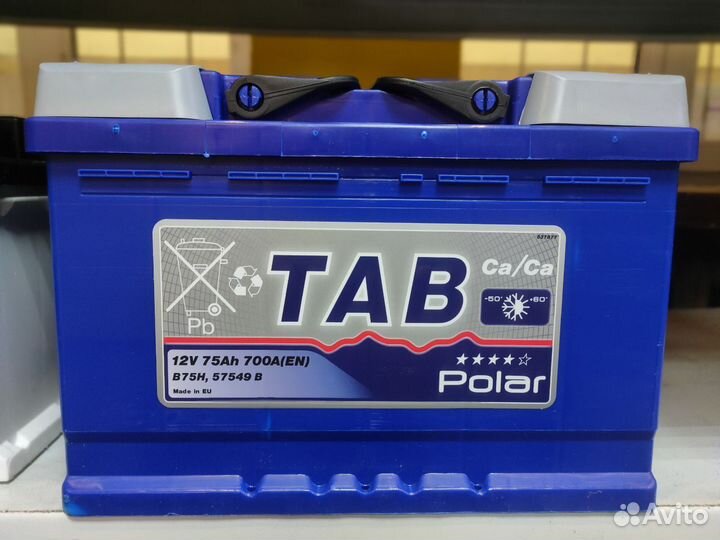 TAB
Ca/Ca
-50° +60°
Pb
12V 75Ah 700A(EN)
B75H, 57549 B
Made in EU
Polar
Avito